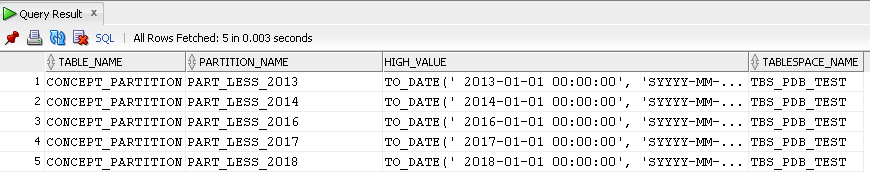 Query Result x
SQL | All Rows Fetched: 5 in 0.003 seconds
TABLE_NAME PARTITION_NAME HIGH_VALUE TABLESPACE_NAME
1 CONCEPT_PARTITION PART_LESS_2013 TO_DATE(' 2013-01-01 00:00:00', 'SYYYY-MM-... TBS_PDB_TEST
2 CONCEPT_PARTITION PART_LESS_2014 TO_DATE(' 2014-01-01 00:00:00', 'SYYYY-MM-... TBS_PDB_TEST
3 CONCEPT_PARTITION PART_LESS_2016 TO_DATE(' 2016-01-01 00:00:00', 'SYYYY-MM-... TBS_PDB_TEST
4 CONCEPT_PARTITION PART_LESS_2017 TO_DATE(' 2017-01-01 00:00:00', 'SYYYY-MM-... TBS_PDB_TEST
5 CONCEPT_PARTITION PART_LESS_2018 TO_DATE(' 2018-01-01 00:00:00', 'SYYYY-MM-... TBS_PDB_TEST